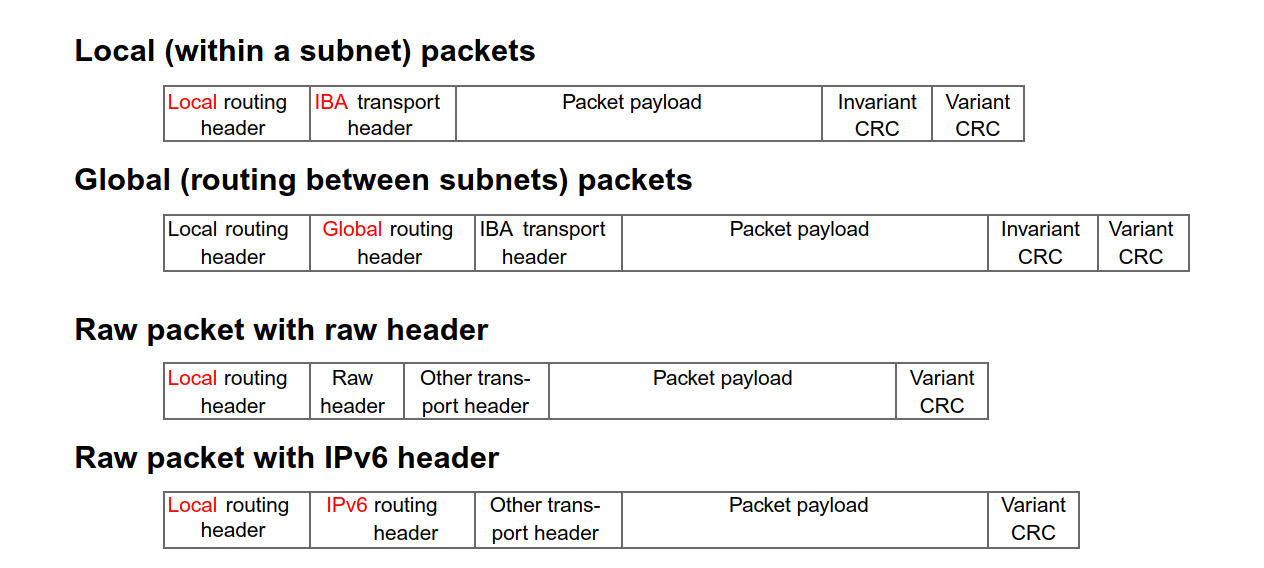 Local (within a subnet) packets
Local routing header
IBA transport header
Packet payload
Invariant CRC
Variant CRC
Global (routing between subnets) packets
Local routing header
Global routing header
IBA transport header
Packet payload
Invariant CRC
Variant CRC
Raw packet with raw header
Local routing header
Raw header
Other trans-
port header
Packet payload
Variant CRC
Raw packet with IPv6 header
Local routing header
IPv6 routing header
Other trans-
port header
Packet payload
Variant CRC